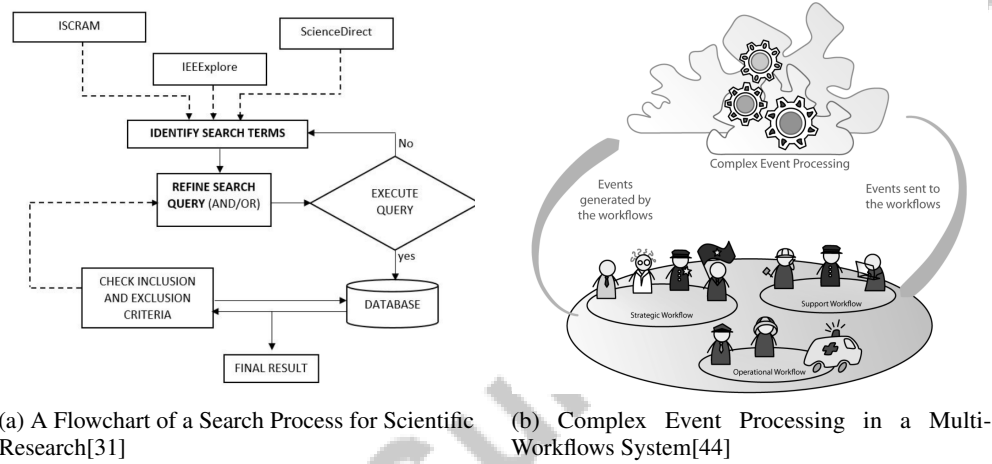 ISCRAM
ScienceDirect
IEEExplore
IDENTIFY SEARCH TERMS
No
REFINE SEARCH
QUERY (AND/OR)
EXECUTE
QUERY
yes
CHECK INCLUSION
AND EXCLUSION
CRITERIA
DATABASE
FINAL RESULT
(a) A Flowchart of a Search Process for Scientific
Research[31]
Complex Event Processing
Events
generated by
the workflows
Events sent to
the workflows
Strategic Workflow
Support Workflow
Operational Workflow
(b) Complex Event Processing in a Multi-
Workflows System[44]